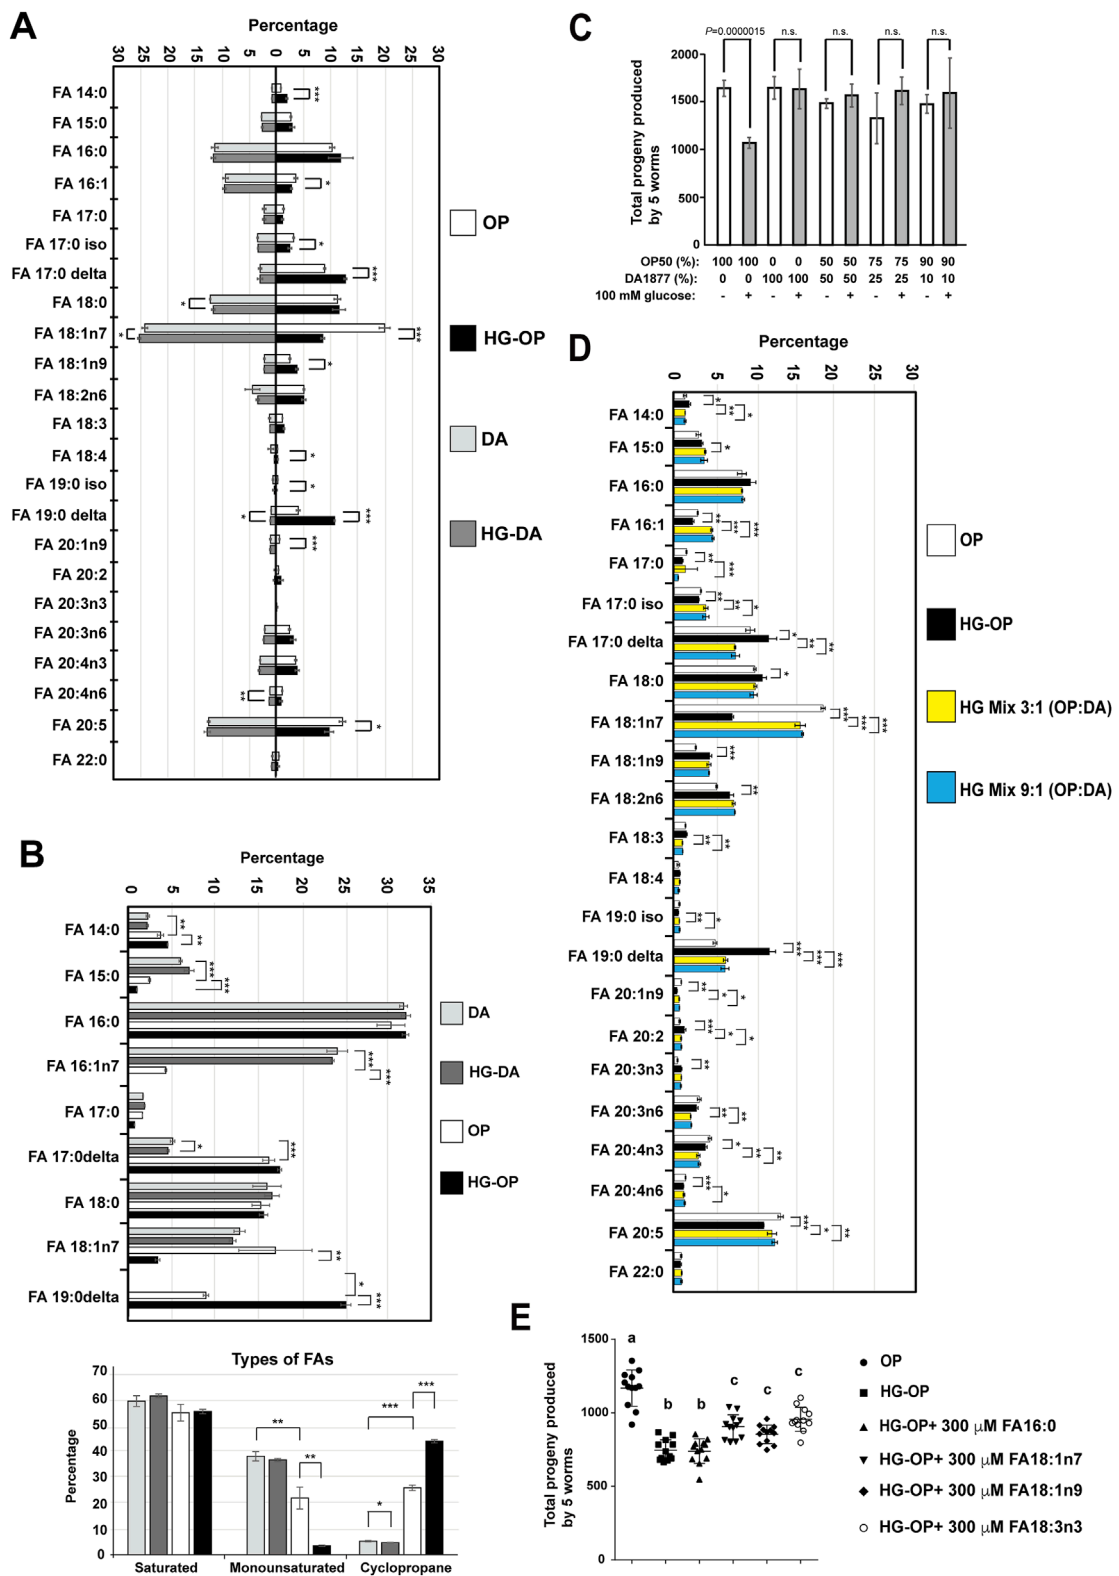 A
Percentage
30 25 20 15 10 5 0 5 10 15 20 25 30
FA 14:0
***
FA 15:0
FA 16:0
FA 16:1
*
FA 17:0
FA 17:0 iso
*
FA 17:0 delta
***
FA 18:0
*
FA 18:1n7
* ***
FA 18:1n9
*
FA 18:2n6
FA 18:3
FA 18:4
*
FA 19:0 iso
*
FA 19:0 delta
* ***
FA 20:1n9
***
FA 20:2
FA 20:3n3
FA 20:3n6
FA 20:4n3
FA 20:4n6
**
FA 20:5
*
FA 22:0
OP
HG-OP
DA
HG-DA
B
Percentage
0 5 10 15 20 25 30 35
FA 14:0
** **
FA 15:0
*** ***
FA 16:0
FA 16:1n7
*** ***
FA 17:0
FA 17:0delta
* ***
FA 18:0
FA 18:1n7
**
FA 19:0delta
* ***
DA
HG-DA
OP
HG-OP
Types of FAs
Percentage
70
60
50
40
30
20
10
0
** ** * *** *** ***
Saturated Monounsaturated Cyclopropane
C
P=0.0000015 n.s. n.s. n.s. n.s.
Total progeny produced
by 5 worms
2000
1500
1000
500
0
OP50 (%): 100 100 0 0 50 50 75 75 90 90
DA1877 (%): 0 0 100 100 50 50 25 25 10 10
100 mM glucose: - + - + - + - + - +
D
Percentage
0 5 10 15 20 25 30
FA 14:0
* ** *
FA 15:0
*
FA 16:0
FA 16:1
** *** ***
FA 17:0
** ***
FA 17:0 iso
** ** *
FA 17:0 delta
* ** **
FA 18:0
*
FA 18:1n7
*** *** ***
FA 18:1n9
***
FA 18:2n6
**
FA 18:3
** **
FA 18:4
FA 19:0 iso
** *
FA 19:0 delta
*** *** ***
FA 20:1n9
** * *
FA 20:2
*** * *
FA 20:3n3
**
FA 20:3n6
** **
FA 20:4n3
* ** **
FA 20:4n6
*** *
FA 20:5
*** * **
FA 22:0
OP
HG-OP
HG Mix 3:1 (OP:DA)
HG Mix 9:1 (OP:DA)
E
Total progeny produced
by 5 worms
1500
1000
500
0
a b b c c c
OP
HG-OP
HG-OP+ 300 μM FA16:0
HG-OP+ 300 μM FA18:1n7
HG-OP+ 300 μM FA18:1n9
HG-OP+ 300 μM FA18:3n3